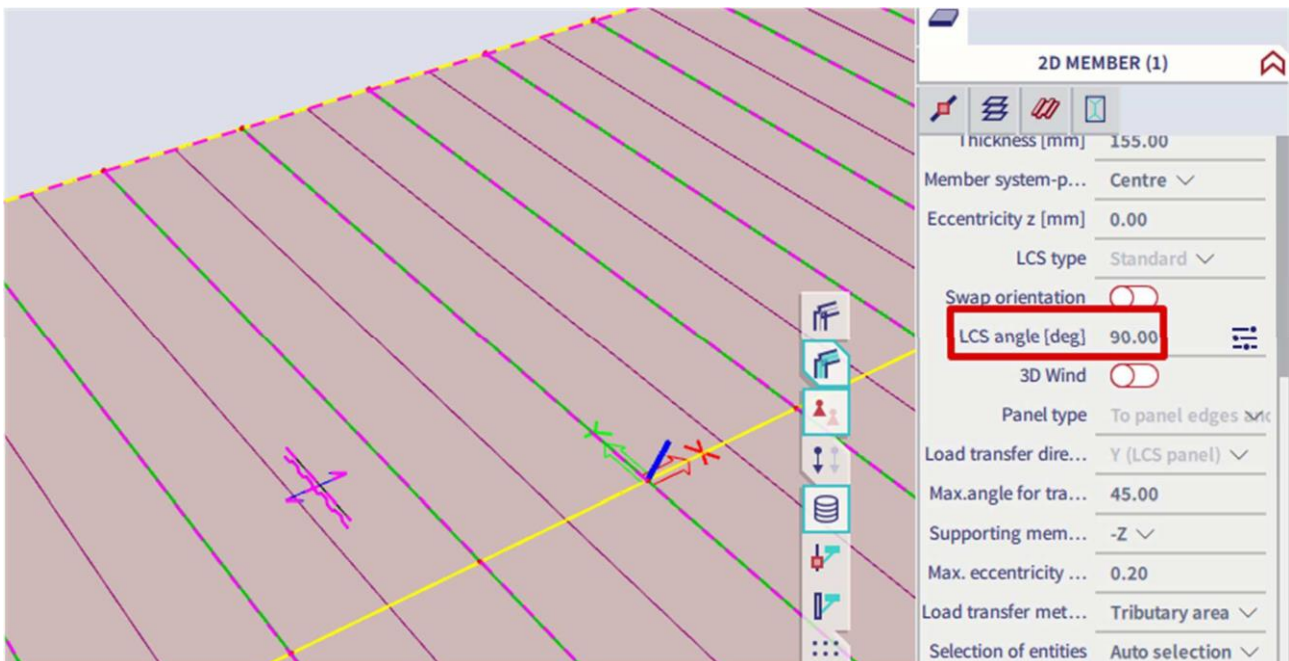 2D MEMBER (1)
Thickness [mm] 155.00
Member system-p... Centre
Eccentricity z [mm] 0.00
LCS type Standard
Swap orientation
LCS angle [deg] 90.00
3D Wind
Panel type To panel edges and
Load transfer dire... Y (LCS panel)
Max.angle for tra... 45.00
Supporting mem... -Z
Max. eccentricity ... 0.20
Load transfer met... Tributary area
Selection of entities Auto selection